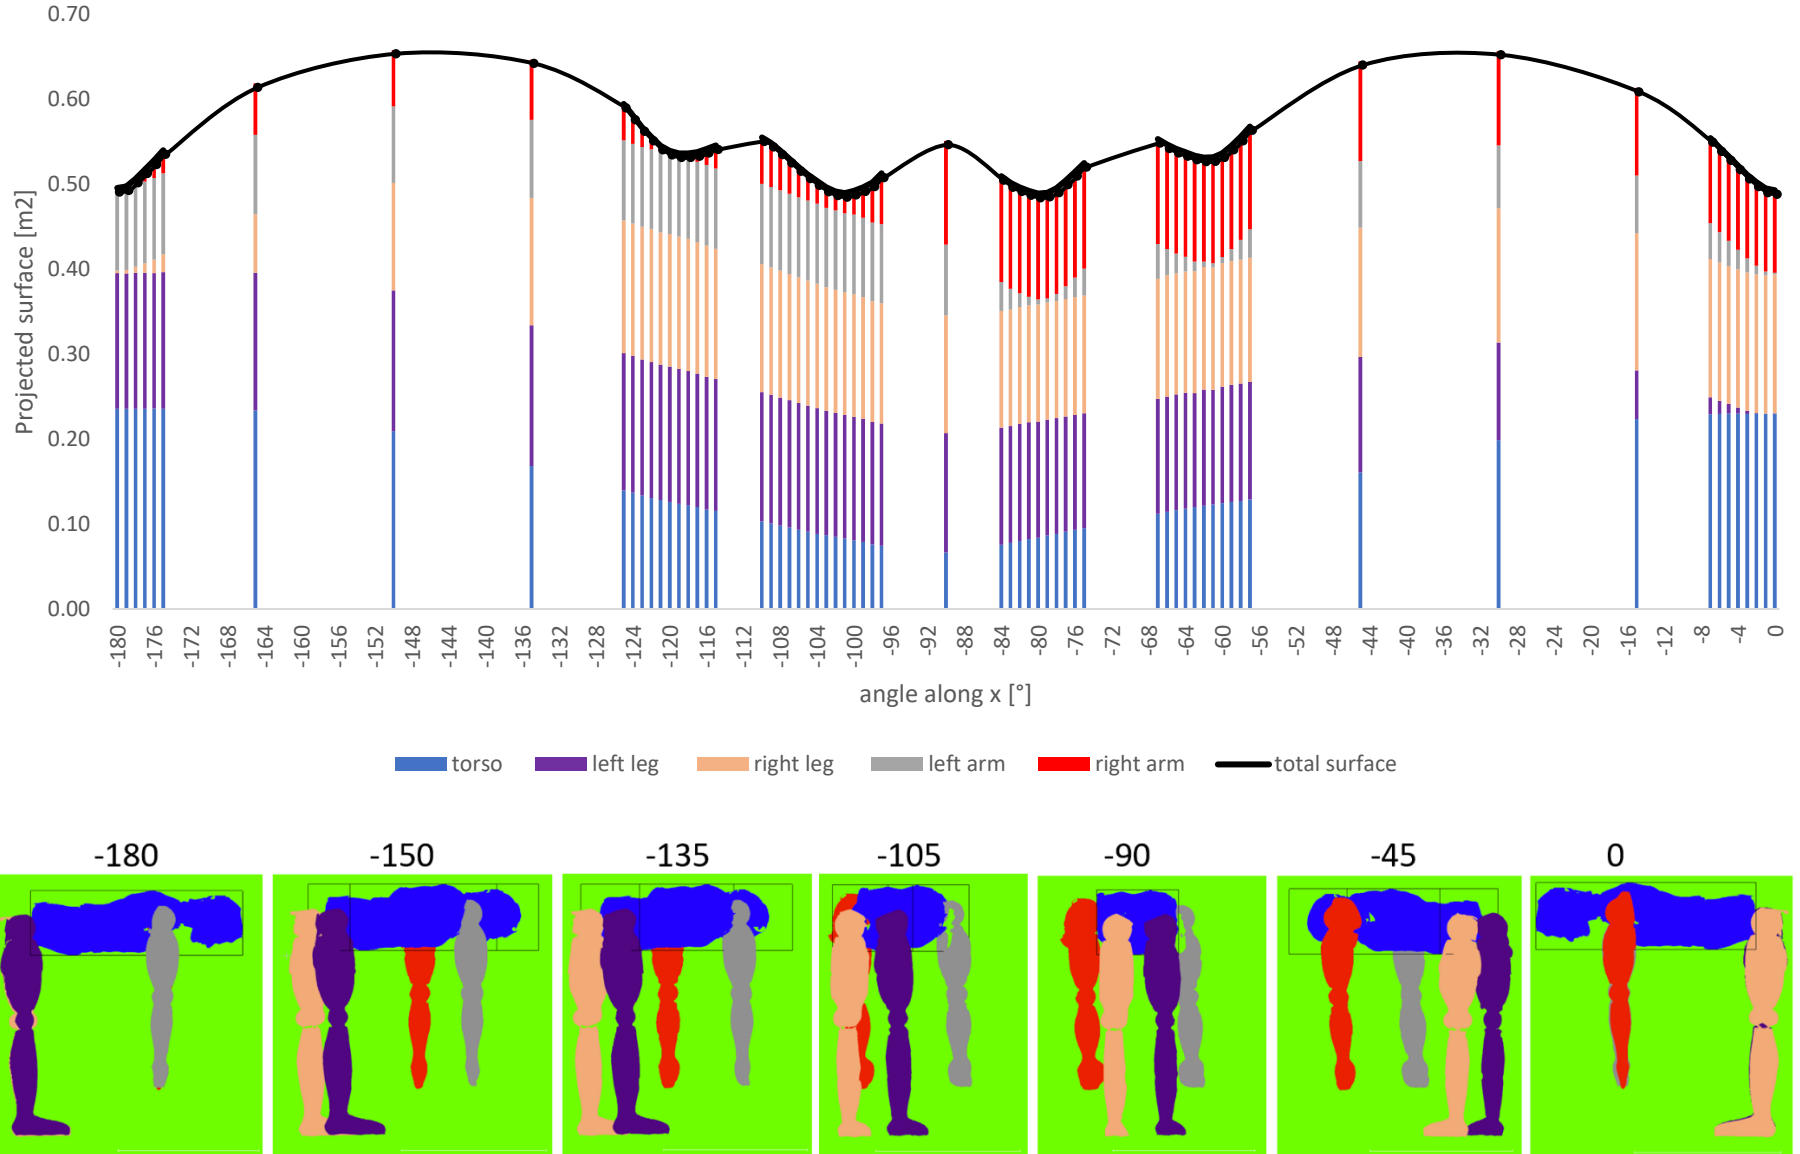 0.70
0.60
0.50
0.40
0.30
0.20
0.10
0.00
Projected surface [m2]
-180 -176 -172 -168 -164 -160 -156 -152 -148 -144 -140 -136 -132 -128 -124 -120 -116 -112 -108 -104 -100 -96 -92 -88 -84 -80 -76 -72 -68 -64 -60 -56 -52 -48 -44 -40 -36 -32 -28 -24 -20 -16 -12 -8 -4 0
angle along x [°]
torso left leg right leg left arm right arm total surface
-180 -150 -135 -105 -90 -45 0